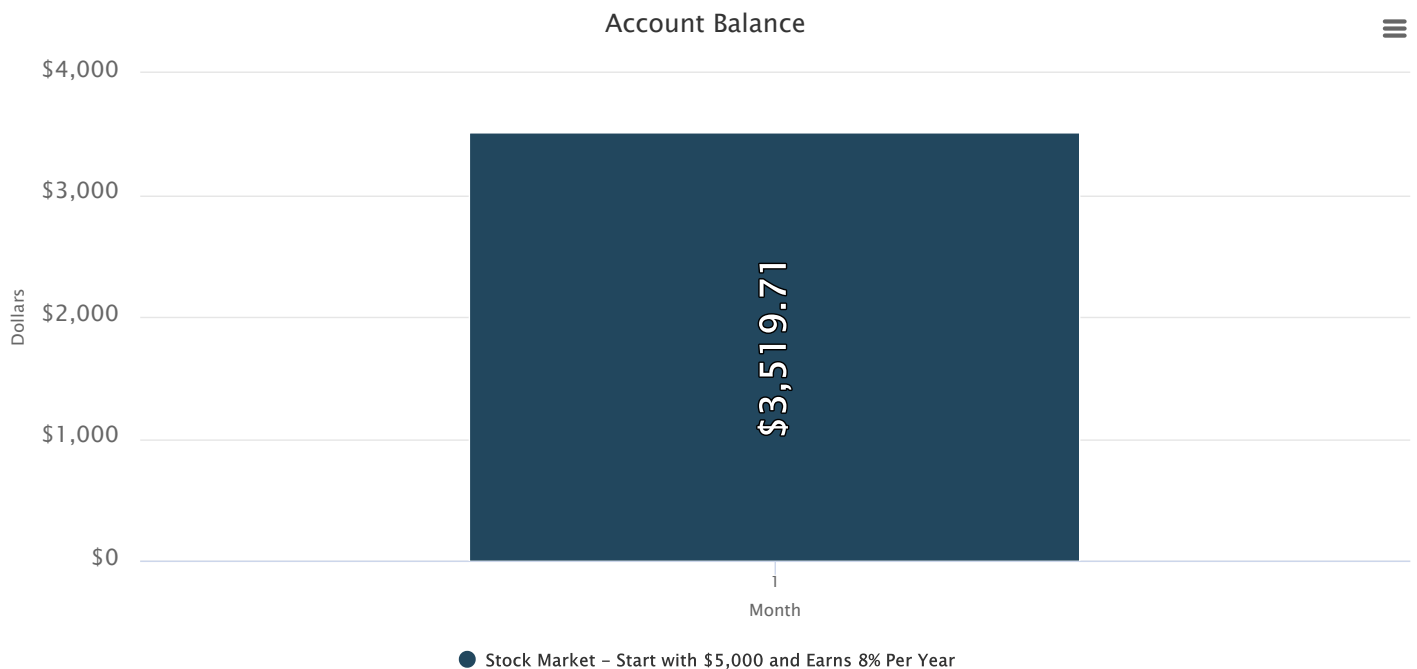 Account Balance
$4,000
$3,000
$2,000
$1,000
$0
Dollars
$3,519.71
1
Month
Stock Market – Start with $5,000 and Earns 8% Per Year